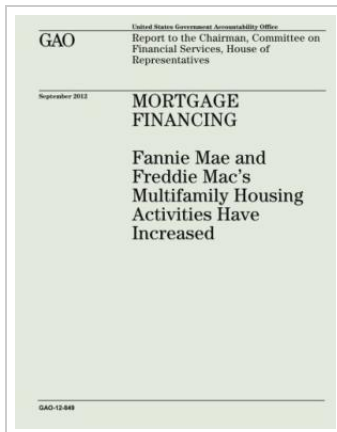 United States Government Accountability Office
GAO
Report to the Chairman, Committee on
Financial Services, House of
Representatives
September 2012
MORTGAGE
FINANCING
Fannie Mae and
Freddie Mac's
Multifamily Housing
Activities Have
Increased
GAO-12-849